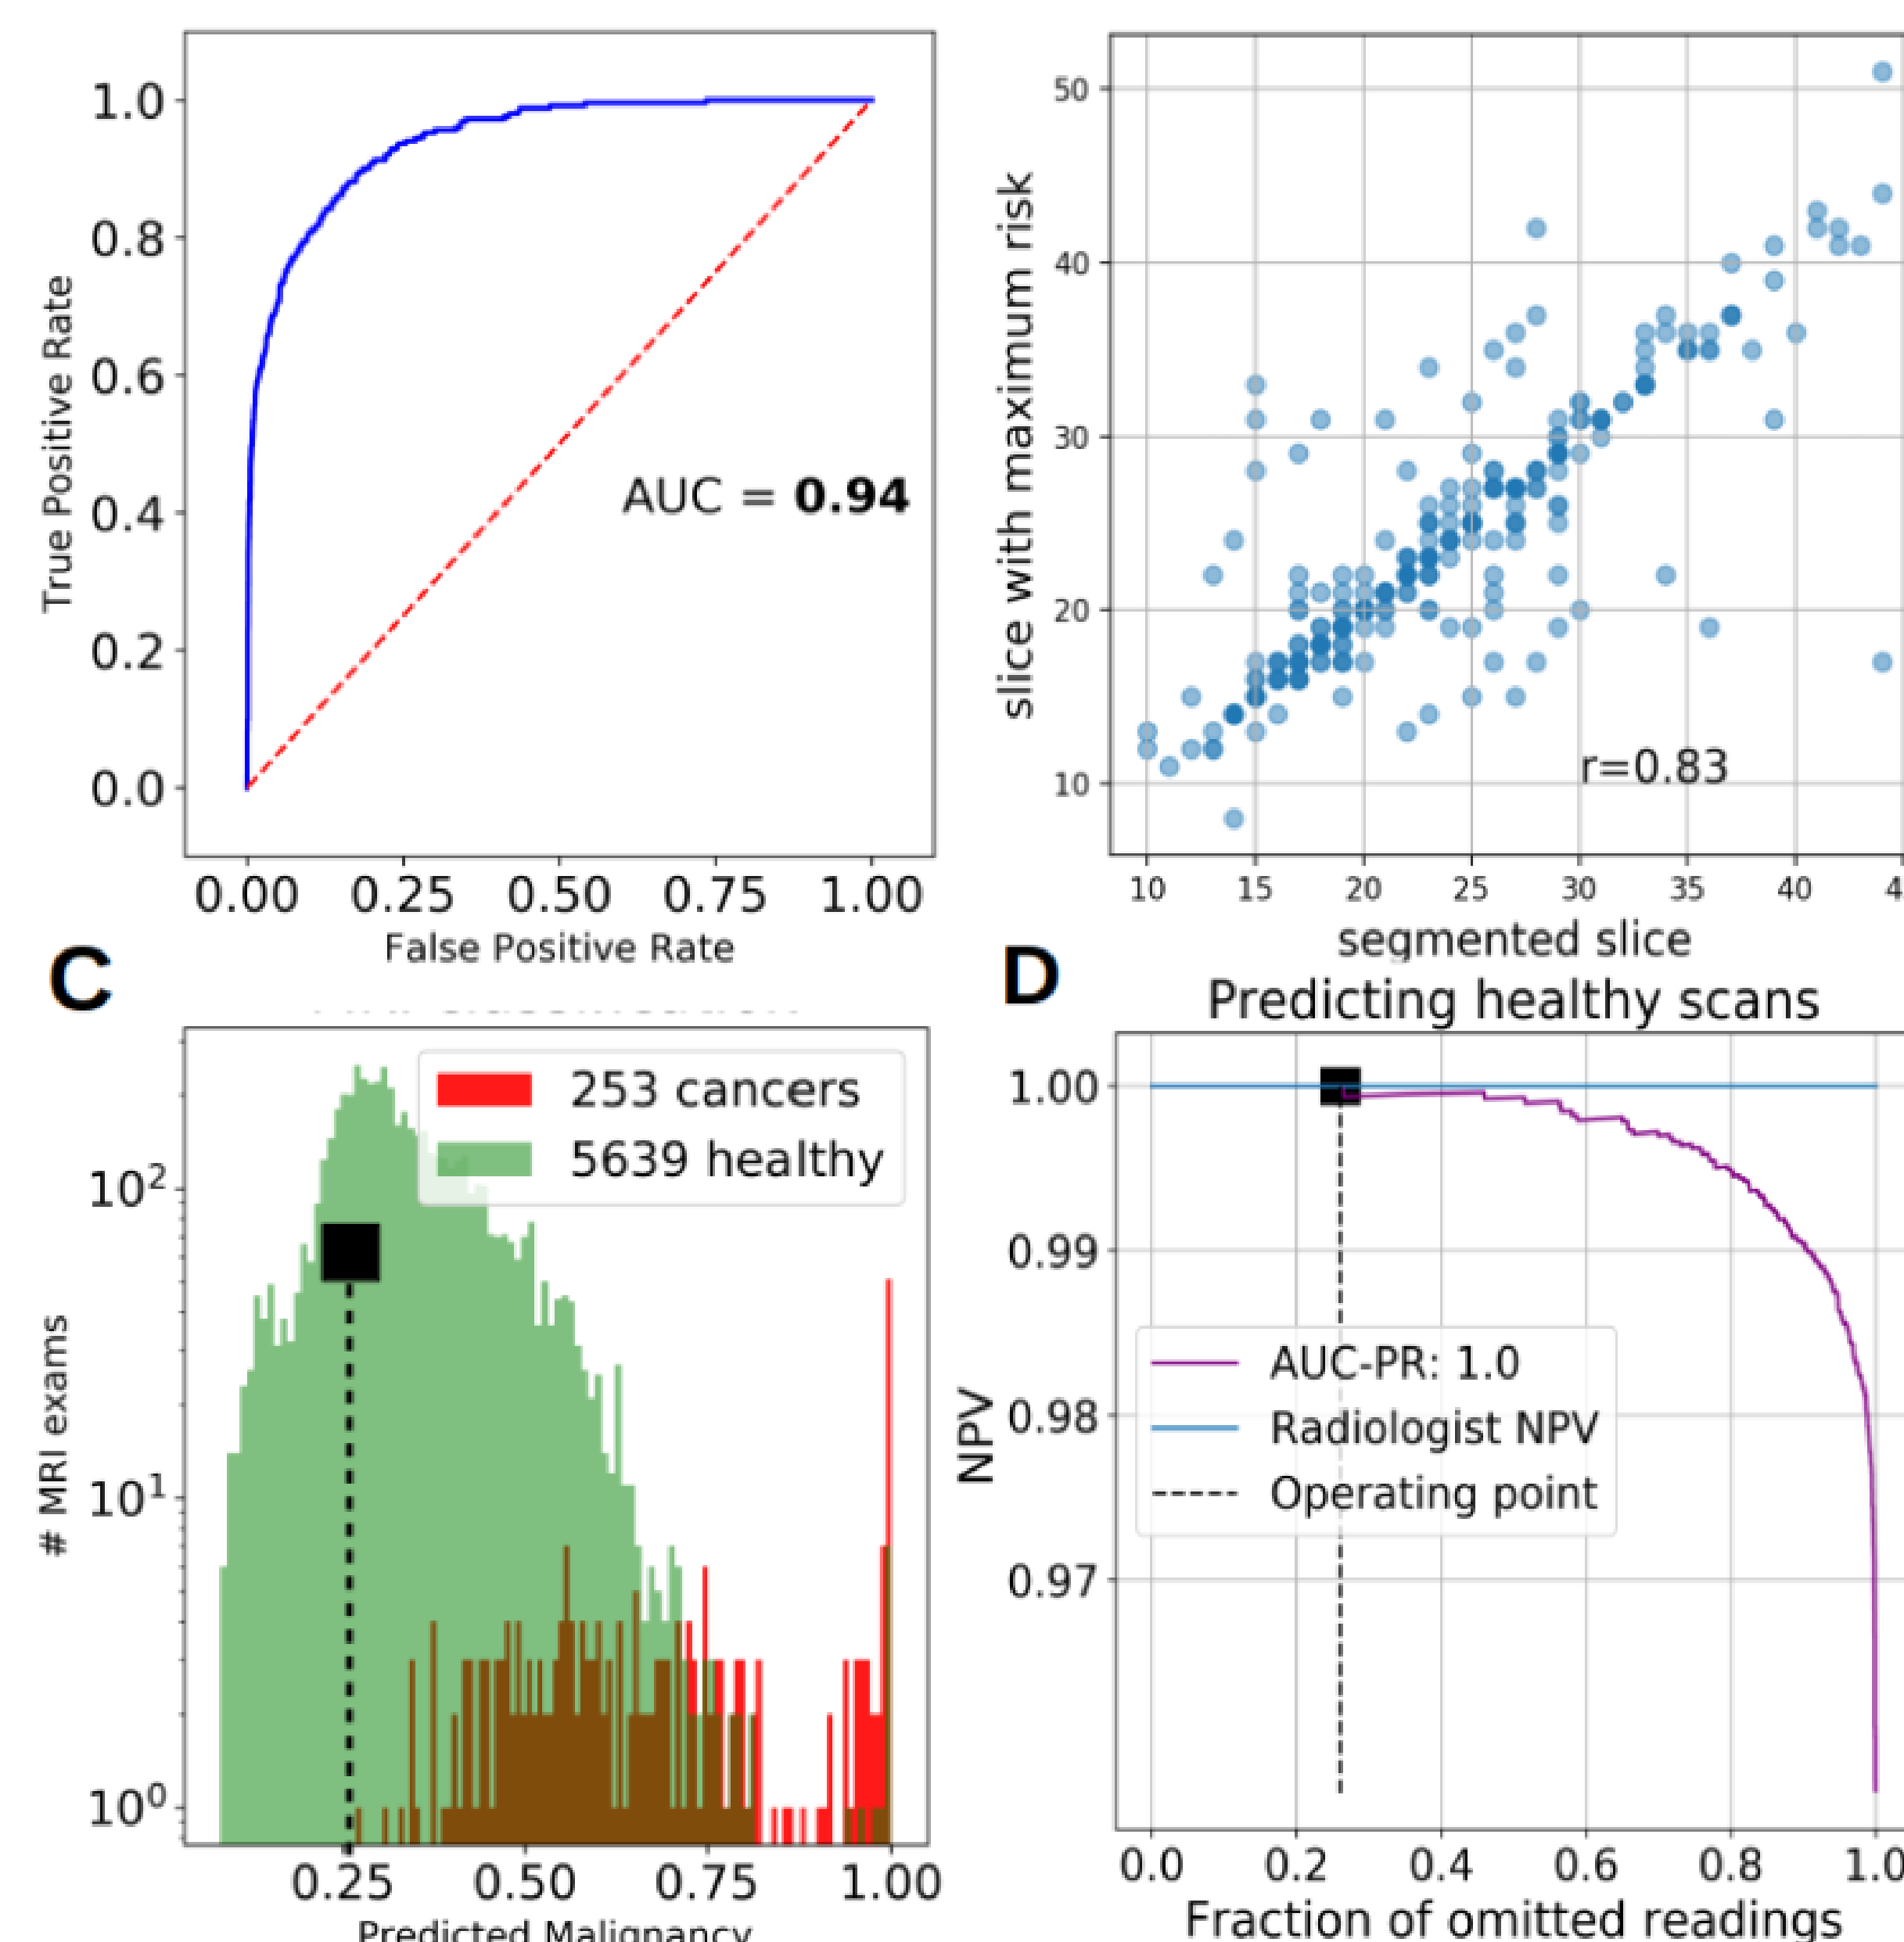 1.0
0.8
0.6
0.4
0.2
0.0
True Positive Rate
AUC = 0.94
0.00 0.25 0.50 0.75 1.00
False Positive Rate
50
40
30
20
10
slice with maximum risk
r=0.83
10 15 20 25 30 35 40
segmented slice
C
253 cancers
5639 healthy
10²
10¹
10⁰
# MRI exams
0.25 0.50 0.75 1.00
Predicted Malignancy
D
Predicting healthy scans
1.00
0.99
0.98
0.97
NPV
AUC-PR: 1.0
Radiologist NPV
Operating point
0.0 0.2 0.4 0.6 0.8 1.0
Fraction of omitted readings